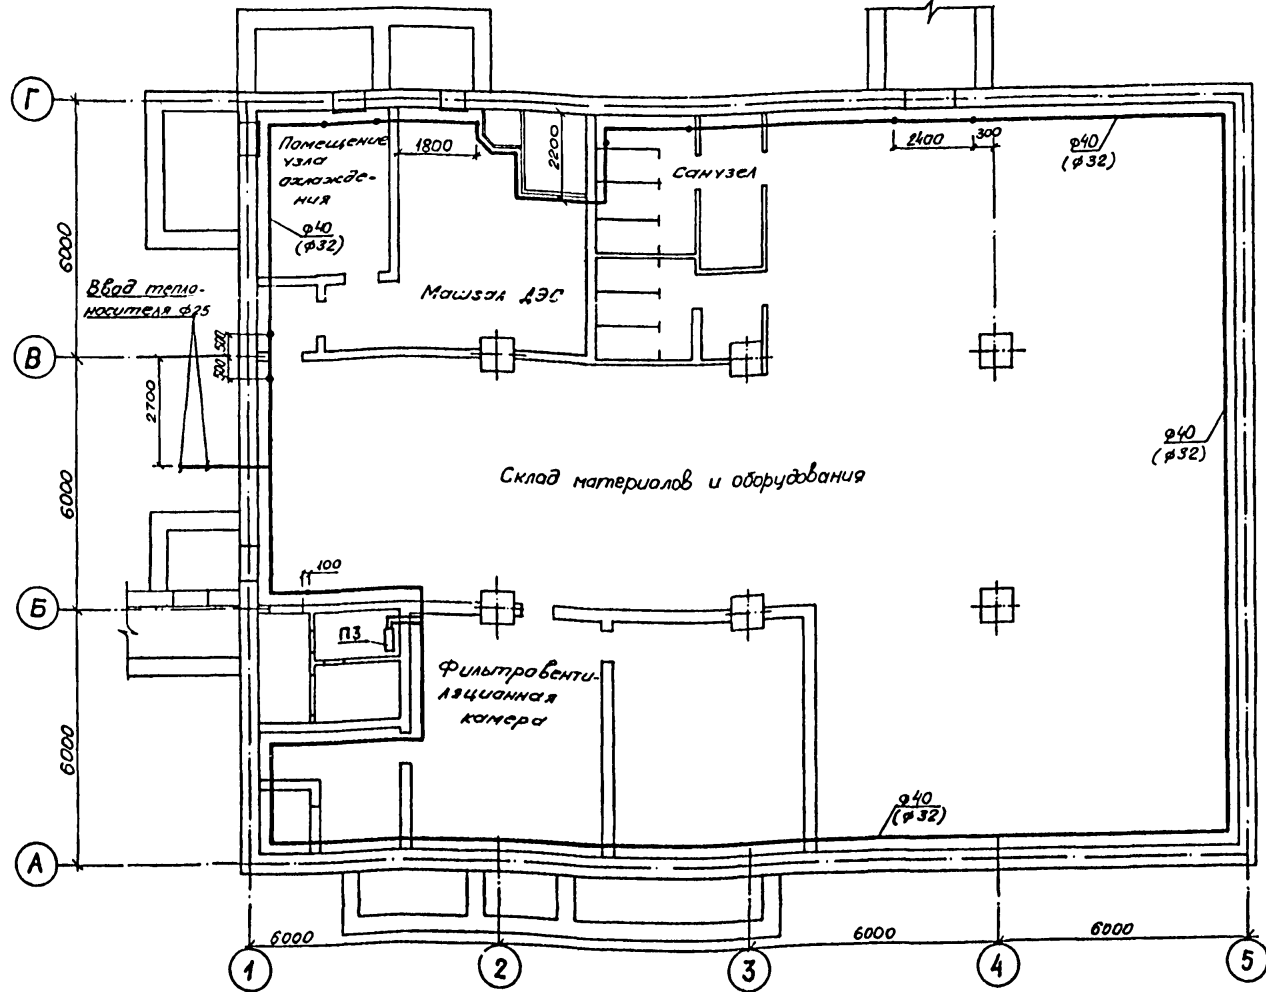 Г
Помещение
узла
охлажде-
ния
1800
2200
Санузел
2400
300
ф40
(ф32)
ф40
(ф32)
6000
Ввод тепло-
носителя ф25
Машзал ДЭС
500
500
В
2700
ф40
(ф32)
Склад материалов и оборудования
6000
100
Б
ПЗ
Фильтровенти-
ляционная
камера
6000
ф40
(ф32)
А
6000
6000
6000
1
2
3
4
5